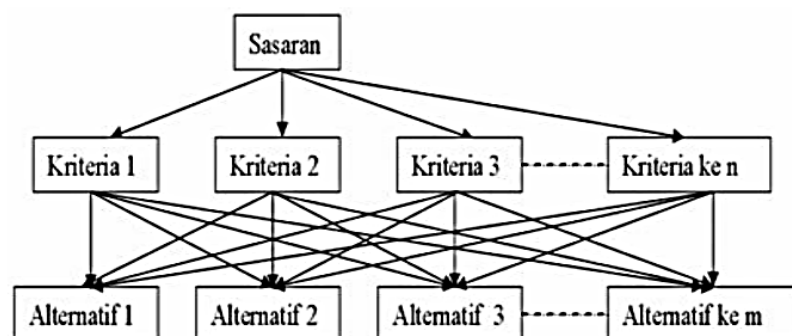 Sasaran
Kriteria 1
Kriteria 2
Kriteria 3
Kriteria ke n
Alternatif 1
Alternatif 2
Alternatif 3
Alternatif ke m